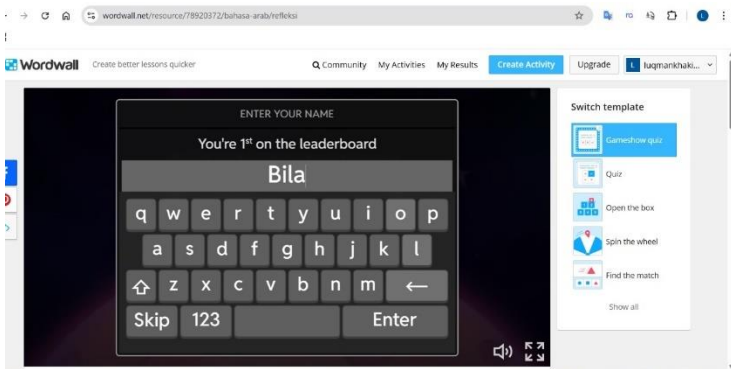 wordwall.net/resource/78920372/bahasa-arab/refleksi
Wordwall
Create better lessons quicker
Community
My Activities
My Results
Create Activity
Upgrade
L
luqmankhaki...
ENTER YOUR NAME
You're 1st on the leaderboard
Bila
q w e r t y u i o p
a s d f g h j k l
z x c v b n m
Skip 123 Enter
Switch template
Gameshow quiz
Quiz
Open the box
Spin the wheel
Find the match
Show all